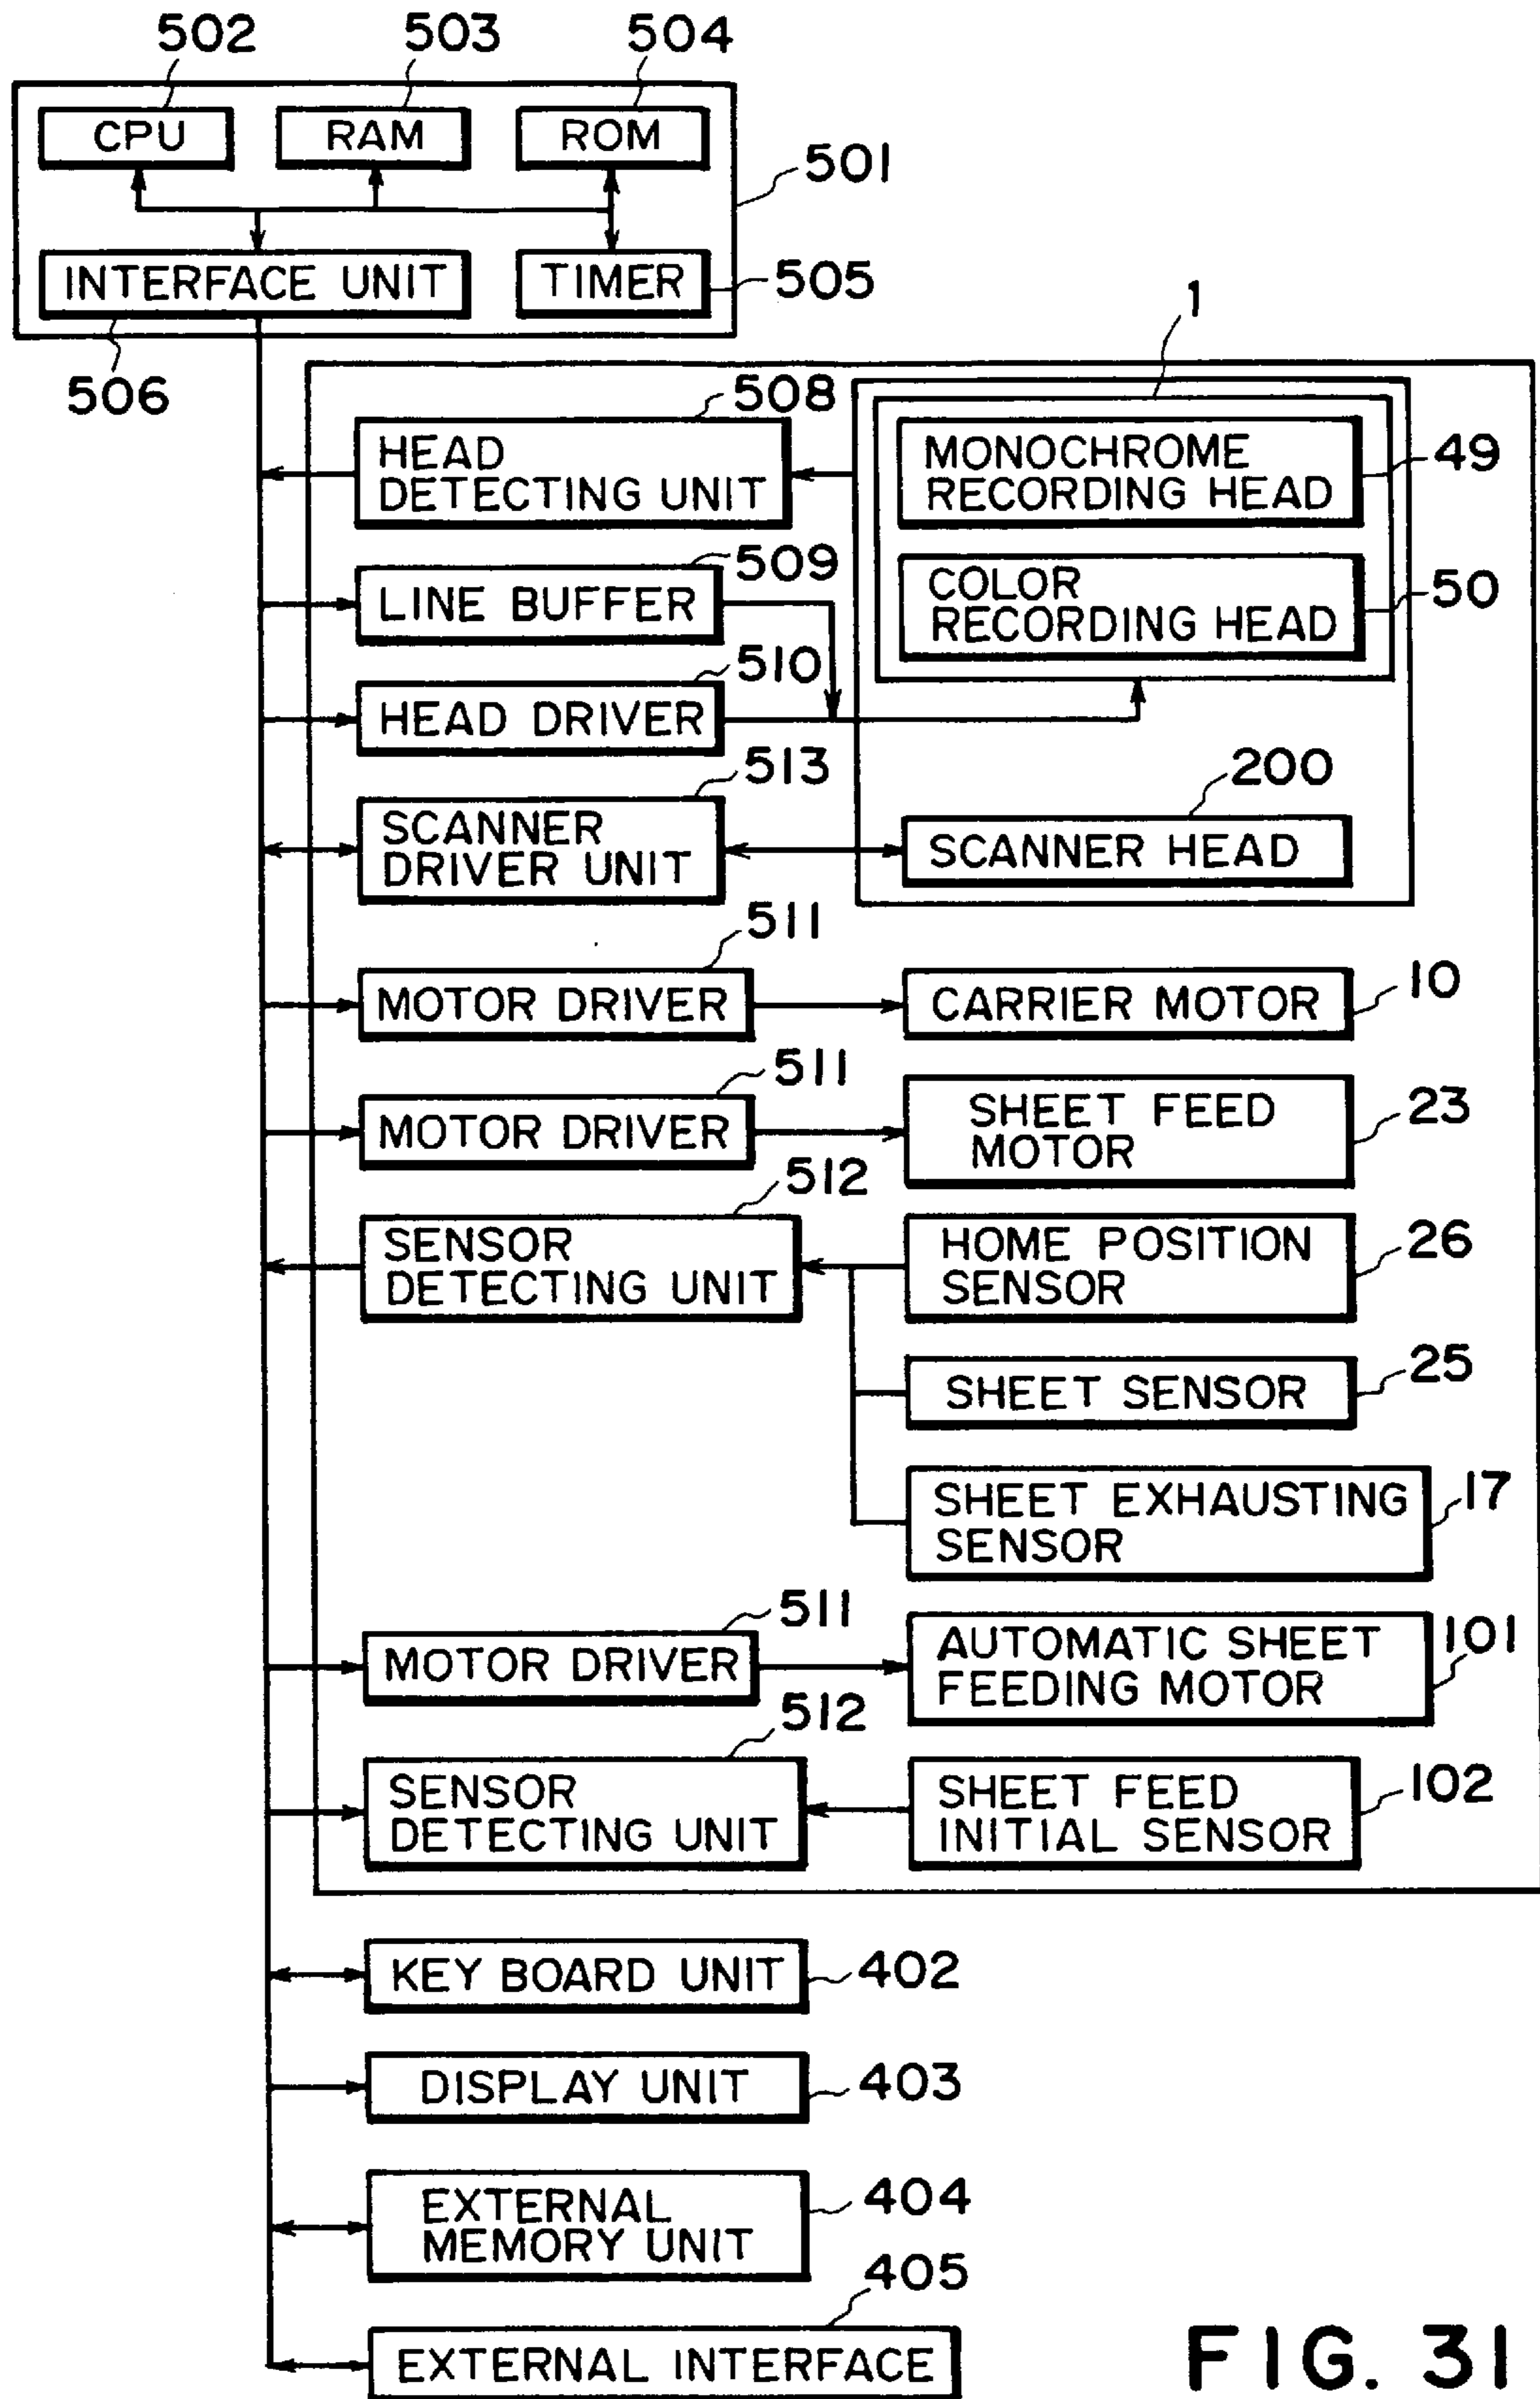 502 503 504
CPU RAM ROM
501
INTERFACE UNIT TIMER 505
506
1
508
HEAD
DETECTING UNIT
MONOCHROME
RECORDING HEAD
49
509
LINE BUFFER
COLOR
RECORDING HEAD
50
510
HEAD DRIVER
513
SCANNER
DRIVER UNIT
200
SCANNER HEAD
511
MOTOR DRIVER
CARRIER MOTOR
10
511
MOTOR DRIVER
SHEET FEED
MOTOR
23
512
SENSOR
DETECTING UNIT
HOME POSITION
SENSOR
26
SHEET SENSOR
25
SHEET EXHAUSTING
SENSOR
17
511
MOTOR DRIVER
AUTOMATIC SHEET
FEEDING MOTOR
101
512
SENSOR
DETECTING UNIT
SHEET FEED
INITIAL SENSOR
102
KEY BOARD UNIT
402
DISPLAY UNIT
403
EXTERNAL
MEMORY UNIT
404
405
EXTERNAL INTERFACE
FIG. 31